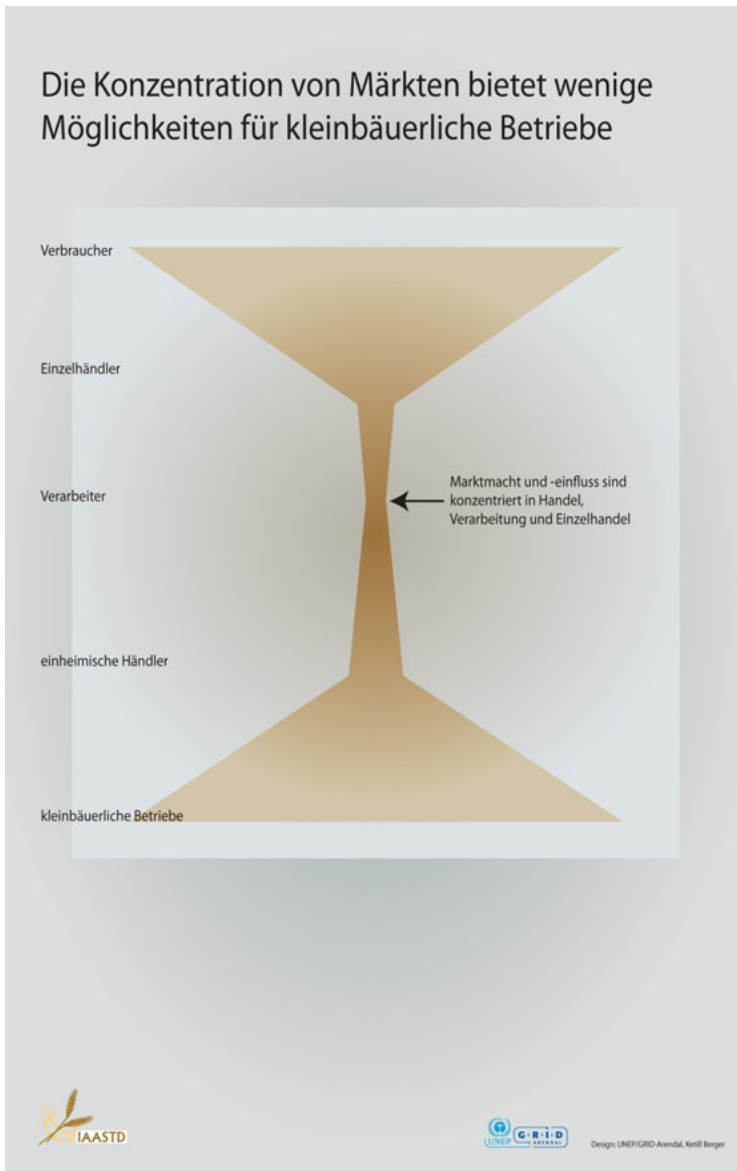 Die Konzentration von Märkten bietet wenige
Möglichkeiten für kleinbäuerliche Betriebe
Verbraucher
Einzelhändler
Verarbeiter
Marktmacht und -einfluss sind
konzentriert in Handel,
Verarbeitung und Einzelhandel
einheimische Händler
kleinbäuerliche Betriebe
IAASTD
UNEP
GRID
ARENDAL
Design: UNEP/GRID-Arendal, Ketill Berger